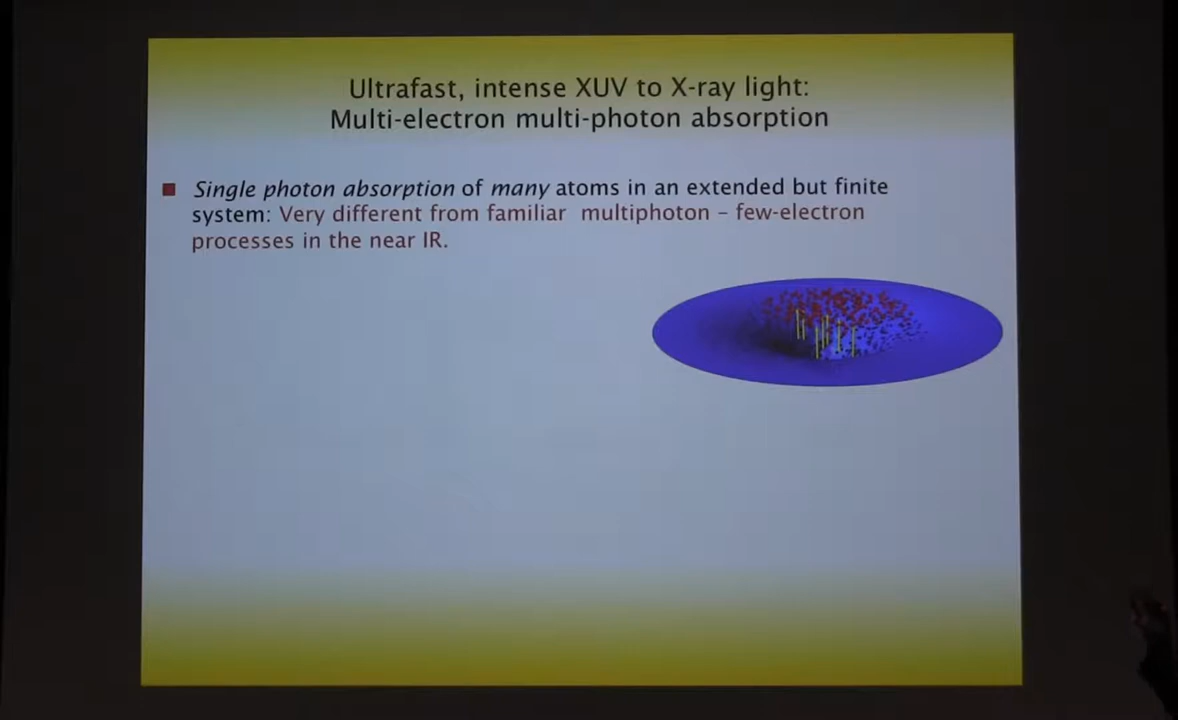 Ultrafast, intense XUV to X-ray light:
Multi-electron multi-photon absorption
Single photon absorption of many atoms in an extended but finite
system: Very different from familiar multiphoton – few-electron
processes in the near IR.